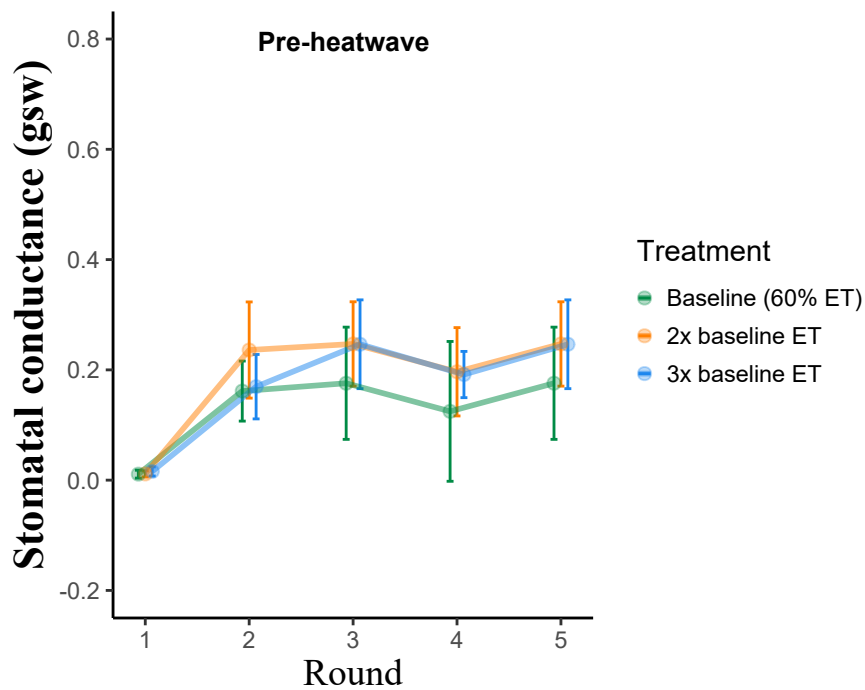 Pre-heatwave
Stomatal conductance (gsw)
0.8
0.6
0.4
0.2
0.0
-0.2
1 2 3 4 5
Round
Treatment
Baseline (60% ET)
2x baseline ET
3x baseline ET